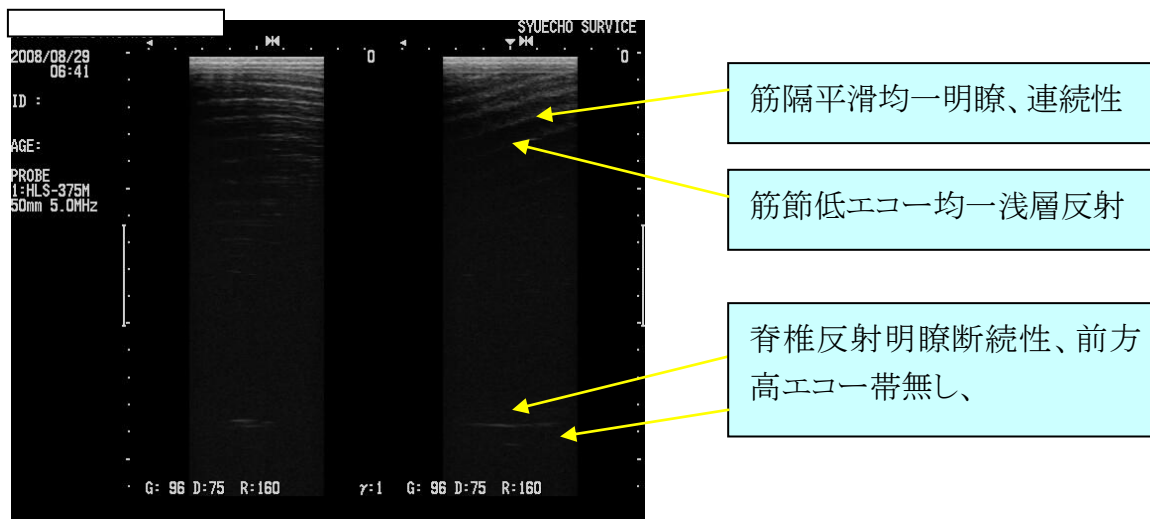 SYUECHO SURVICE
2008/08/29
06:41
0
0
ID :
AGE:
PROBE
1:HLS-375M
50mm 5.0MHz
G: 96 D:75 R:160
γ:1 G: 96 D:75 R:160
筋隔平滑均一明瞭、連続性
筋節低エコー均一浅層反射
脊椎反射明瞭断続性、前方
高エコー帯無し、